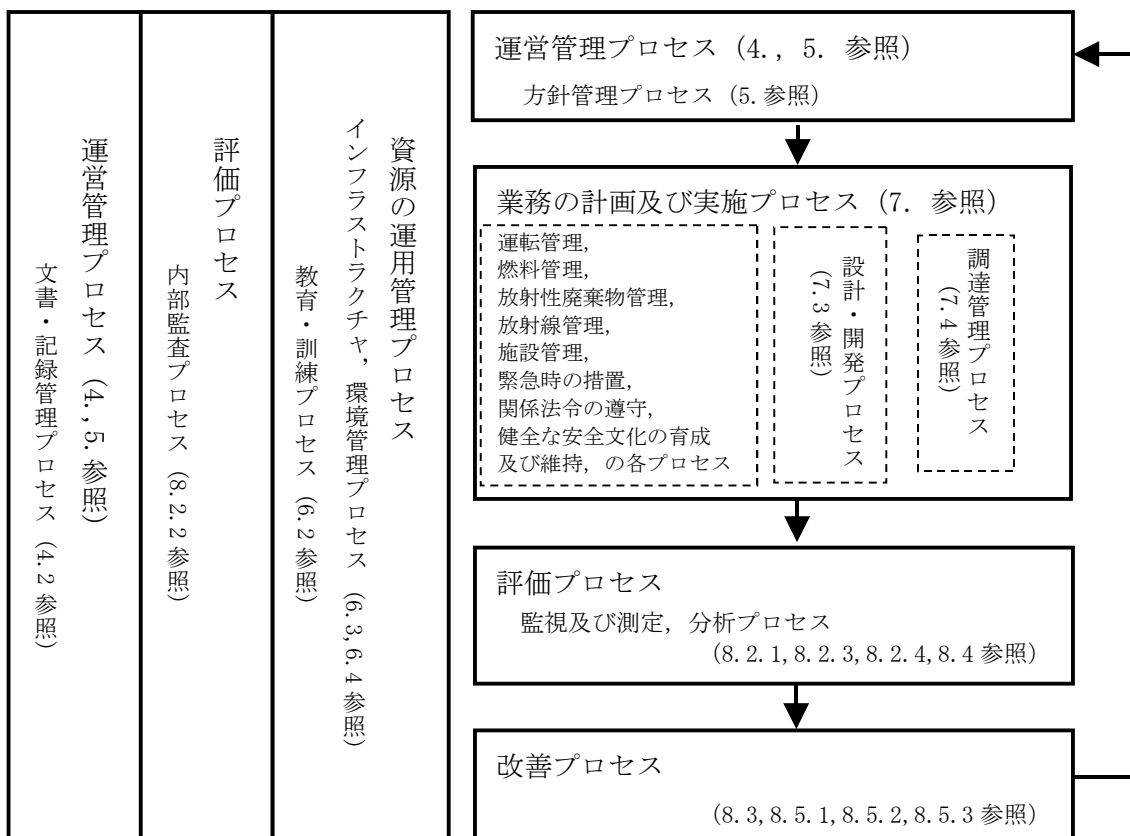 運営管理プロセス（4.,5.参照）
文書・記録管理プロセス（4.2参照）
評価プロセス
内部監査プロセス（8.2.2参照）
資源の運用管理プロセス
インフラストラクチャ，環境管理プロセス（6.3,6.4参照）
教育・訓練プロセス（6.2参照）
運営管理プロセス（4.，5．参照）
方針管理プロセス（5.参照）
業務の計画及び実施プロセス（7．参照）
運転管理，
燃料管理，
放射性廃棄物管理，
放射線管理，
施設管理，
緊急時の措置，
関係法令の遵守，
健全な安全文化の育成
及び維持，の各プロセス
設計・開発プロセス
（7.3参照）
調達管理プロセス
（7.4参照）
評価プロセス
監視及び測定，分析プロセス
（8.2.1,8.2.3,8.2.4,8.4参照）
改善プロセス
（8.3,8.5.1,8.5.2,8.5.3参照）